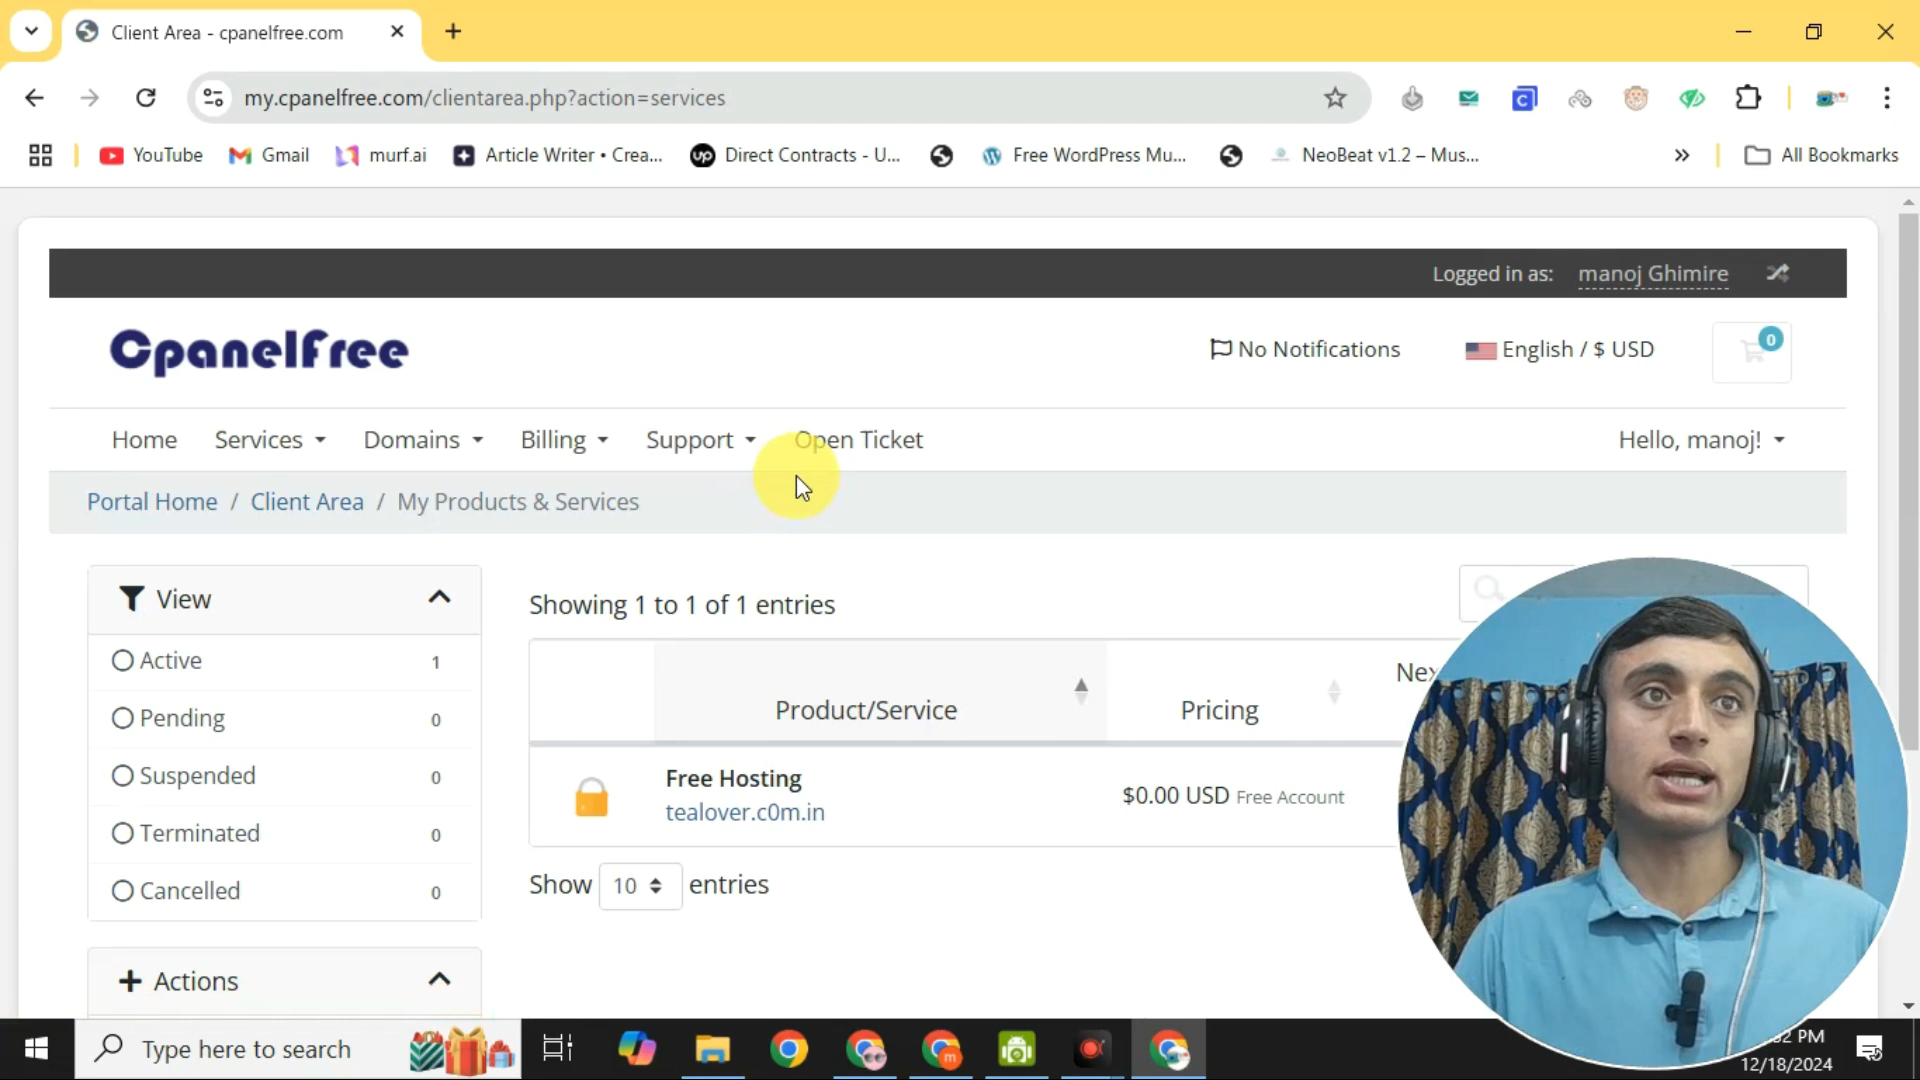 Client Area - cpanelfree.com
my.cpanelfree.com/clientarea.php?action=services
YouTube
Gmail
murf.ai
Article Writer • Crea...
up
Direct Contracts - U...
Free WordPress Mu...
NeoBeat v1.2 – Mus...
All Bookmarks
Logged in as: manoj Ghimire
CpanelFree
No Notifications
English / $ USD
0
Home
Services
Domains
Billing
Support
Open Ticket
Hello, manoj!
Portal Home / Client Area / My Products & Services
View
Active 1
Pending 0
Suspended 0
Terminated 0
Cancelled 0
Actions
Showing 1 to 1 of 1 entries
Product/Service
Pricing
Free Hosting
tealover.c0m.in
$0.00 USD Free Account
Show 10 entries
Type here to search
PM
12/18/2024